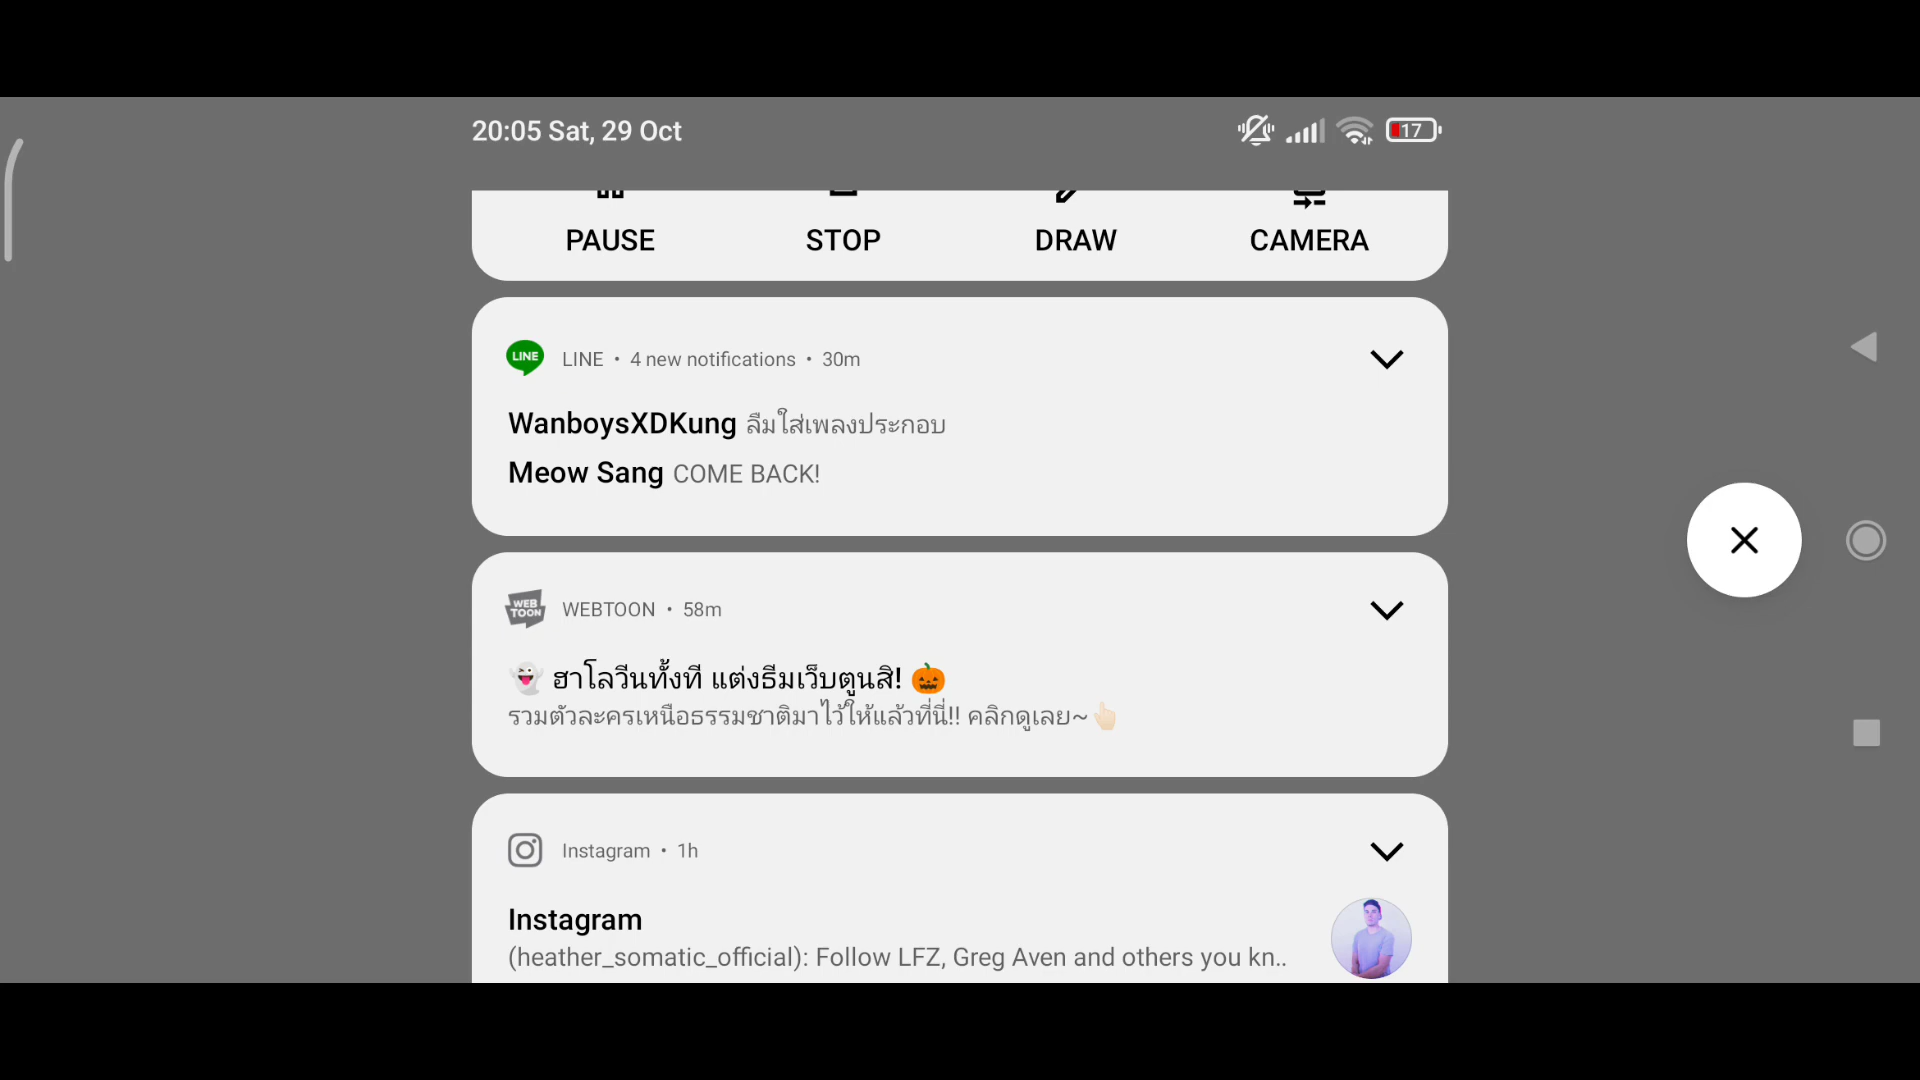 20:05 Sat, 29 Oct
17
PAUSE STOP DRAW CAMERA
LINE
LINE • 4 new notifications • 30m
WanboysXDKung ลืมใส่เพลงประกอบ
Meow Sang COME BACK!
WEB
TOON
WEBTOON • 58m
👻 ฮาโลวีนทั้งที แต่งธีมเว็บตูนสิ! 🎃
รวมตัวละครเหนือธรรมชาติมาไว้ให้แล้วที่นี่!! คลิกดูเลย~👆🏻
Instagram • 1h
Instagram
(heather_somatic_official): Follow LFZ, Greg Aven and others you kn..